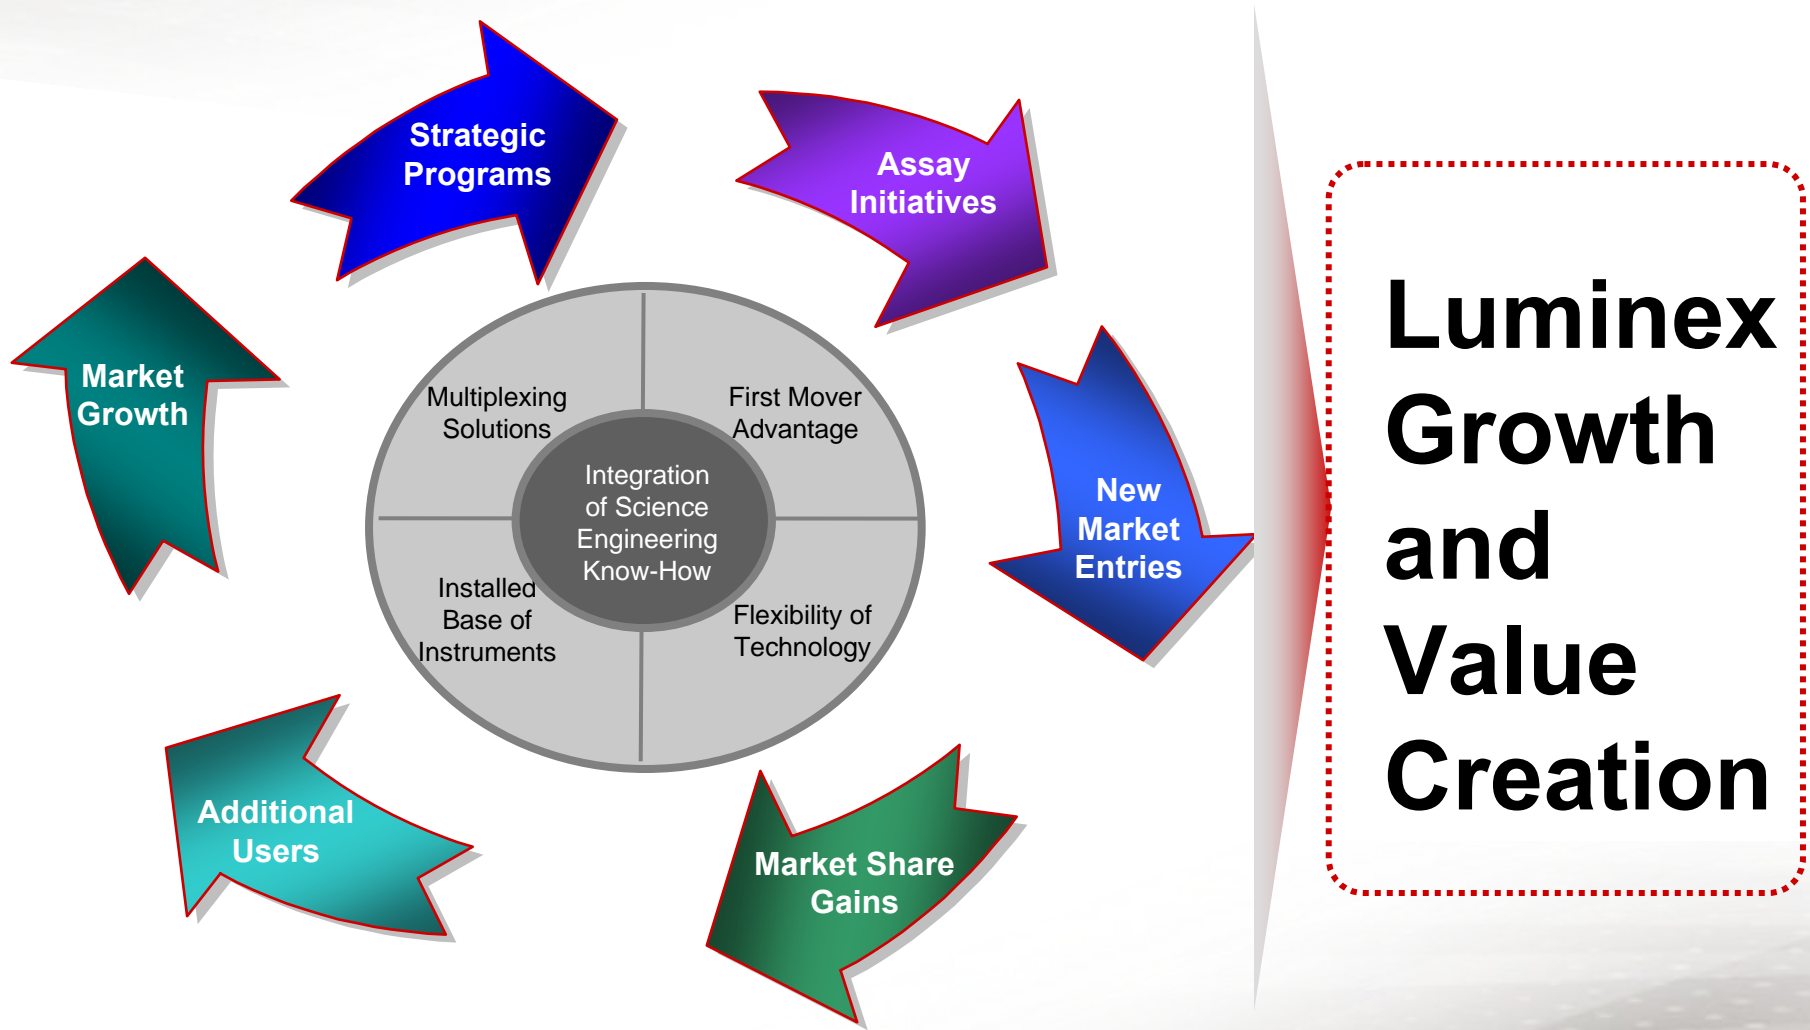 Strategic
Programs
Assay
Initiatives
Market
Growth
Multiplexing
Solutions
First Mover
Advantage
Integration
of Science
Engineering
Know-How
Installed
Base of
Instruments
Flexibility of
Technology
New
Market
Entries
Additional
Users
Market Share
Gains
Luminex
Growth
and
Value
Creation